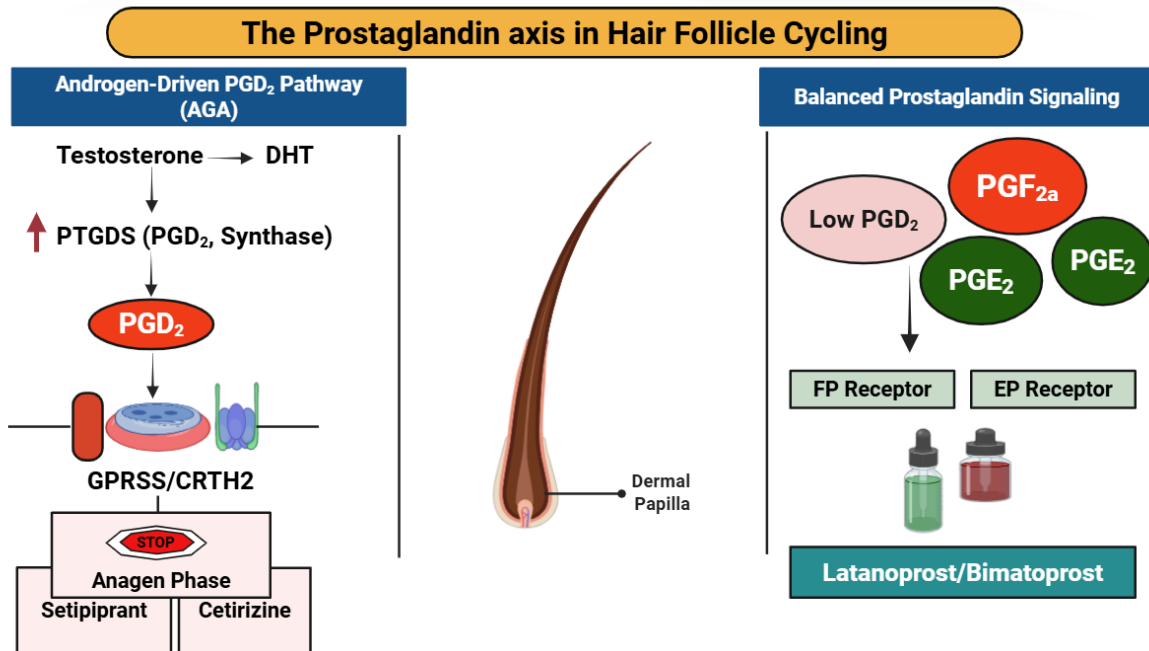 The Prostaglandin axis in Hair Follicle Cycling
Androgen-Driven PGD₂ Pathway
(AGA)
Testosterone
DHT
PTGDS (PGD₂, Synthase)
PGD₂
GPRSS/CRTH2
STOP
Anagen Phase
Setipiprant
Cetirizine
Dermal
Papilla
Balanced Prostaglandin Signaling
Low PGD₂
PGF₂a
PGE₂
PGE₂
FP Receptor
EP Receptor
Latanoprost/Bimatoprost